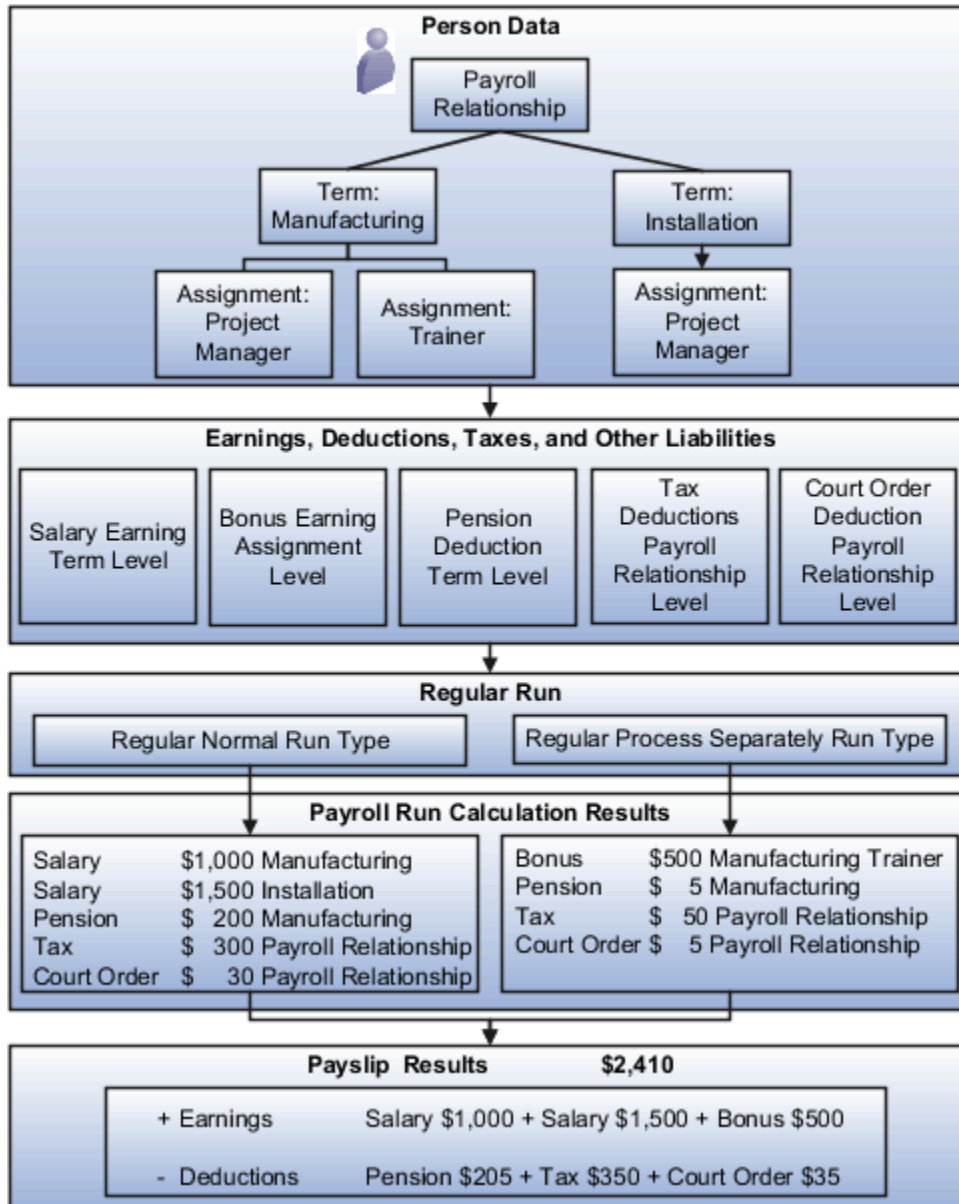 Person Data
Payroll
Relationship
Term:
Manufacturing
Term:
Installation
Assignment:
Project
Manager
Assignment:
Trainer
Assignment:
Project
Manager
Earnings, Deductions, Taxes, and Other Liabilities
Salary Earning
Term Level
Bonus Earning
Assignment
Level
Pension
Deduction
Term Level
Tax
Deductions
Payroll
Relationship
Level
Court Order
Deduction
Payroll
Relationship
Level
Regular Run
Regular Normal Run Type
Regular Process Separately Run Type
Payroll Run Calculation Results
Salary $1,000 Manufacturing
Salary $1,500 Installation
Pension $ 200 Manufacturing
Tax $ 300 Payroll Relationship
Court Order $ 30 Payroll Relationship
Bonus $500 Manufacturing Trainer
Pension $ 5 Manufacturing
Tax $ 50 Payroll Relationship
Court Order $ 5 Payroll Relationship
Payslip Results $2,410
+ Earnings Salary $1,000 + Salary $1,500 + Bonus $500
- Deductions Pension $205 + Tax $350 + Court Order $35